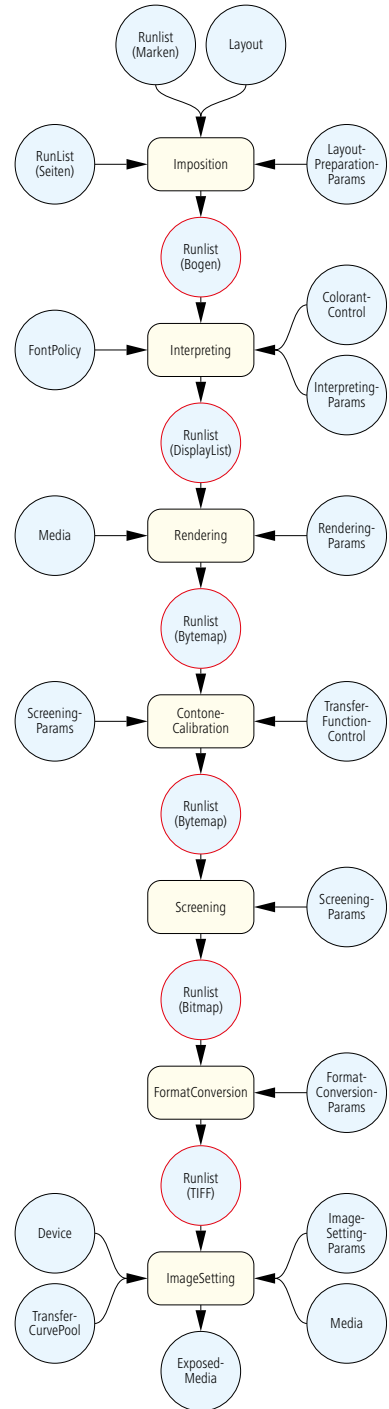 Runlist
(Marken)
Layout
RunList
(Seiten)
Imposition
Layout-
Preparation-
Params
Runlist
(Bogen)
Colorant-
Control
FontPolicy
Interpreting
Interpreting-
Params
Runlist
(DisplayList)
Media
Rendering
Rendering-
Params
Runlist
(Bytemap)
Screening-
Params
Contone-
Calibration
Transfer-
Function-
Control
Runlist
(Bytemap)
Screening
Screening-
Params
Runlist
(Bitmap)
FormatConversion
Format-
Conversion-
Params
Runlist
(TIFF)
Device
Image-
Setting-
Params
ImageSetting
Transfer-
CurvePool
Media
Exposed-
Media